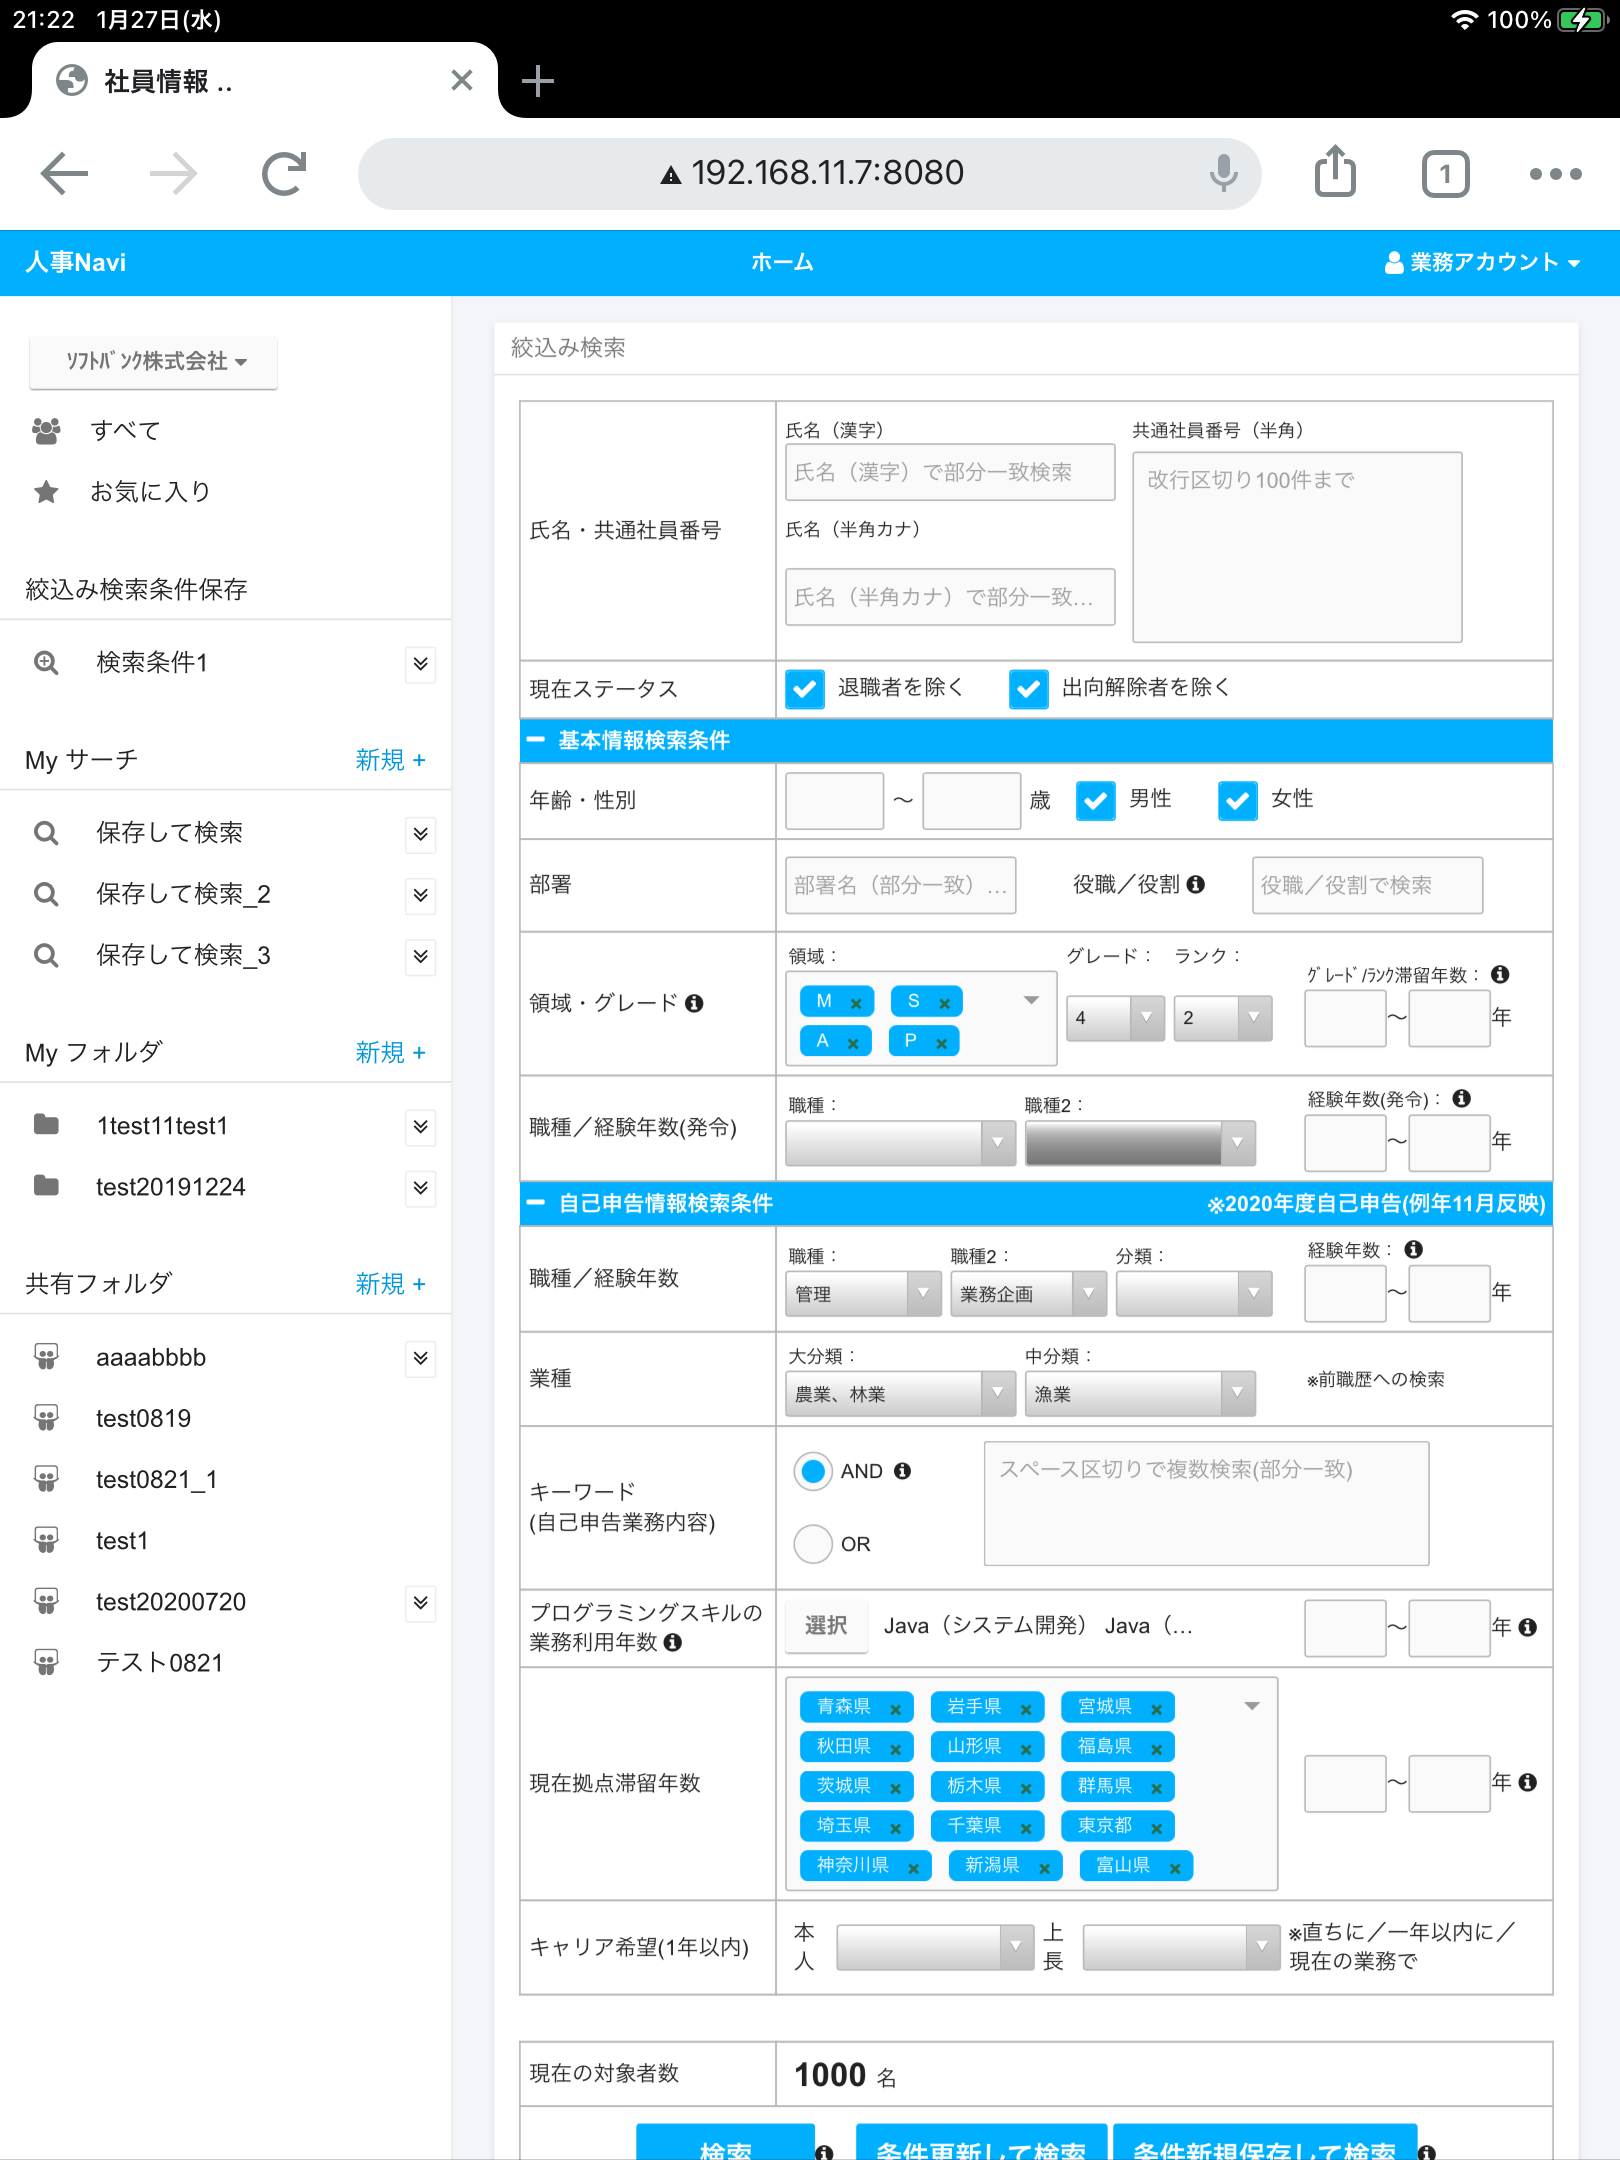 21:22 1月27日(水) 100%
社員情報 ..
192.168.11.7:8080
1
人事Navi ホーム 業務アカウント
ｿﾌﾄﾊﾞﾝｸ株式会社
すべて
お気に入り
絞込み検索条件保存
検索条件1
My サーチ 新規 +
保存して検索
保存して検索_2
保存して検索_3
My フォルダ 新規 +
1test11test1
test20191224
共有フォルダ 新規 +
aaaabbbb
test0819
test0821_1
test1
test20200720
テスト0821
絞込み検索
氏名・共通社員番号
氏名（漢字）
氏名（漢字）で部分一致検索
氏名（半角カナ）
氏名（半角カナ）で部分一致...
共通社員番号（半角）
改行区切り100件まで
現在ステータス 退職者を除く 出向解除者を除く
基本情報検索条件
年齢・性別 ～ 歳 男性 女性
部署 部署名（部分一致）... 役職／役割 役職／役割で検索
領域・グレード
領域： グレード： ランク： ｸﾞﾚｰﾄﾞ/ﾗﾝｸ滞留年数：
M × S ×
A × P ×
4 2 ～ 年
職種／経験年数(発令)
職種： 職種2： 経験年数(発令)：
～ 年
自己申告情報検索条件 ※2020年度自己申告(例年11月反映)
職種／経験年数
職種： 職種2： 分類： 経験年数：
管理 業務企画 ～ 年
業種
大分類： 中分類：
農業、林業 漁業 ※前職歴への検索
キーワード
(自己申告業務内容)
AND
OR
スペース区切りで複数検索(部分一致)
プログラミングスキルの
業務利用年数
選択 Java（システム開発） Java（... ～ 年
現在拠点滞留年数
青森県 × 岩手県 × 宮城県 ×
秋田県 × 山形県 × 福島県 ×
茨城県 × 栃木県 × 群馬県 ×
埼玉県 × 千葉県 × 東京都 ×
神奈川県 × 新潟県 × 富山県 ×
～ 年
キャリア希望(1年以内)
本人 上長 ※直ちに／一年以内に／
現在の業務で
現在の対象者数 1000 名
検索 条件更新して検索 条件新規保存して検索